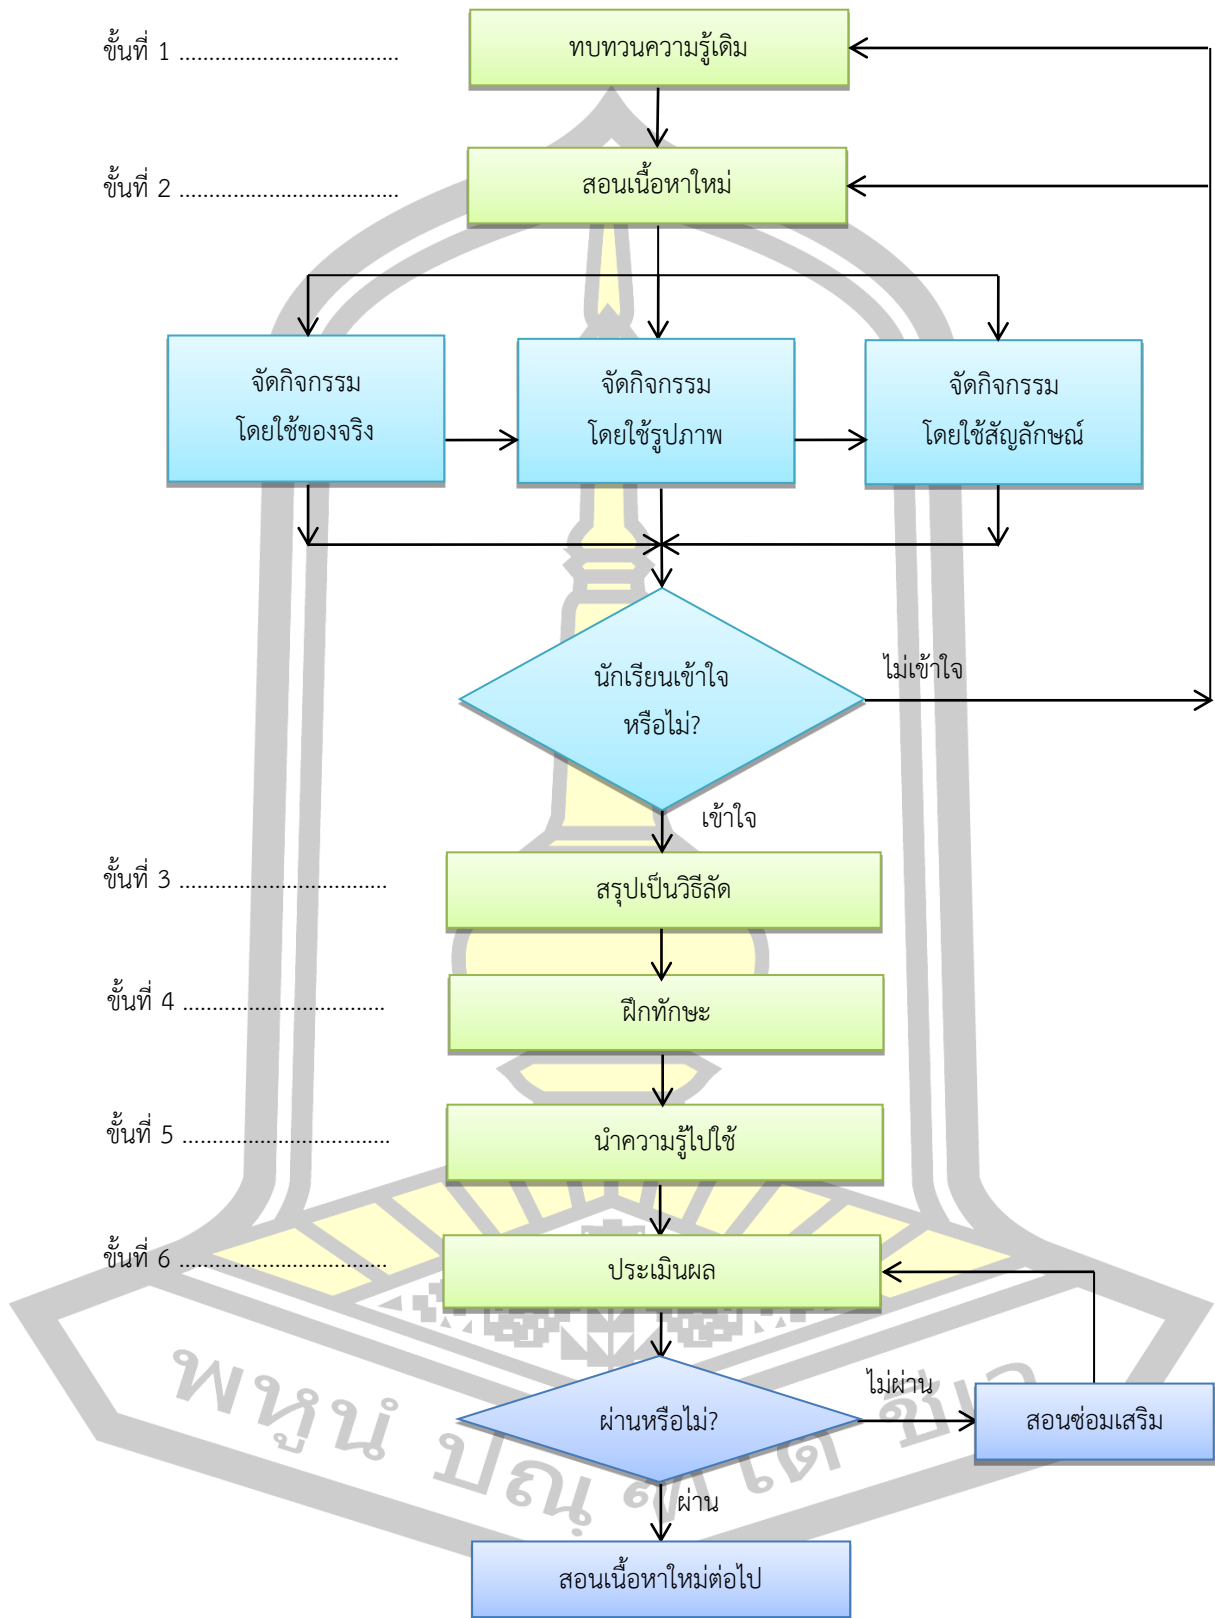 ขั้นที่ 1 .....................................
ทบทวนความรู้เดิม
ขั้นที่ 2 .....................................
สอนเนื้อหาใหม่
จัดกิจกรรม
โดยใช้ของจริง
จัดกิจกรรม
โดยใช้รูปภาพ
จัดกิจกรรม
โดยใช้สัญลักษณ์
นักเรียนเข้าใจ
หรือไม่?
ไม่เข้าใจ
เข้าใจ
ขั้นที่ 3 ...................................
สรุปเป็นวิธีลัด
ขั้นที่ 4 ..................................
ฝึกทักษะ
ขั้นที่ 5 ...................................
นำความรู้ไปใช้
ขั้นที่ 6 ...................................
ประเมินผล
ผ่านหรือไม่?
ไม่ผ่าน
สอนซ่อมเสริม
ผ่าน
สอนเนื้อหาใหม่ต่อไป
พหูนํ ปณฺ